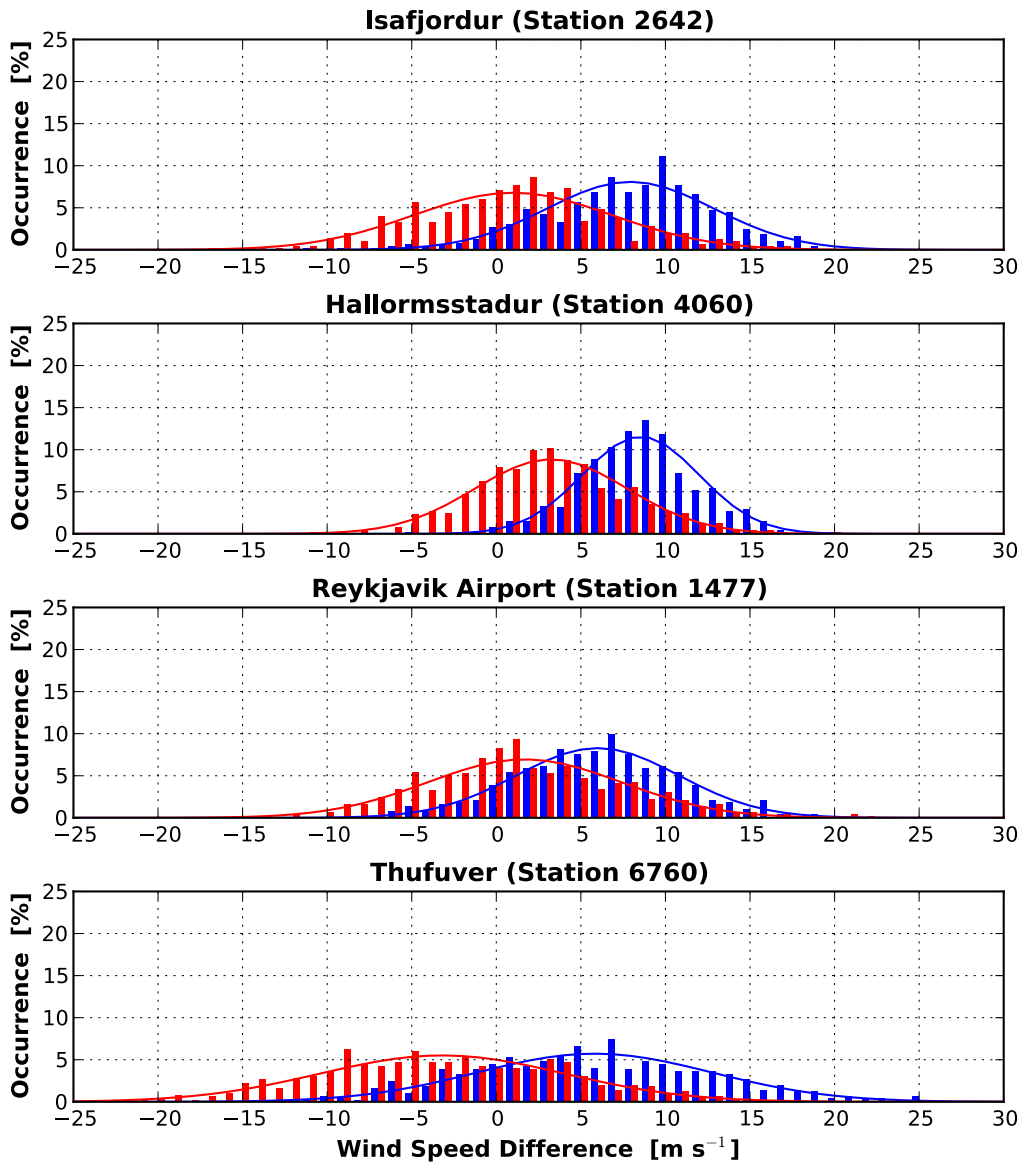 Isafjordur (Station 2642)
Occurrence [%]
25
20
15
10
5
0
−25 −20 −15 −10 −5 0 5 10 15 20 25 30
Hallormsstadur (Station 4060)
Occurrence [%]
25
20
15
10
5
0
−25 −20 −15 −10 −5 0 5 10 15 20 25 30
Reykjavik Airport (Station 1477)
Occurrence [%]
25
20
15
10
5
0
−25 −20 −15 −10 −5 0 5 10 15 20 25 30
Thufuver (Station 6760)
Occurrence [%]
25
20
15
10
5
0
−25 −20 −15 −10 −5 0 5 10 15 20 25 30
Wind Speed Difference [m s⁻¹]